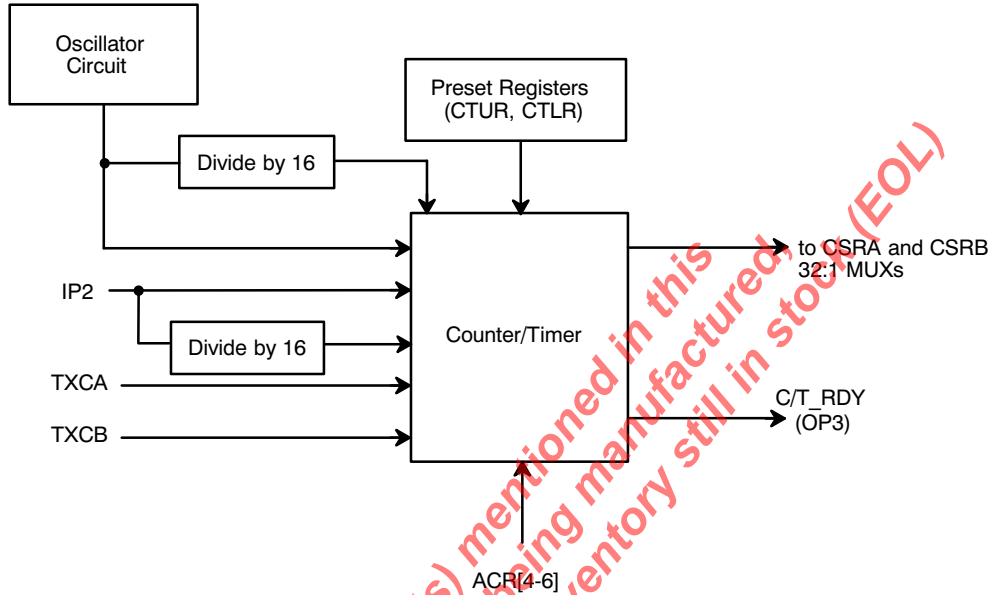 Oscillator
Circuit
Preset Registers
(CTUR, CTLR)
Divide by 16
to CSRA and CSRB
32:1 MUXs
IP2
Counter/Timer
Divide by 16
TXCA
C/T_RDY
(OP3)
TXCB
ACR[4-6]
mentioned in this
being manufactured,
still in stock (EOL)